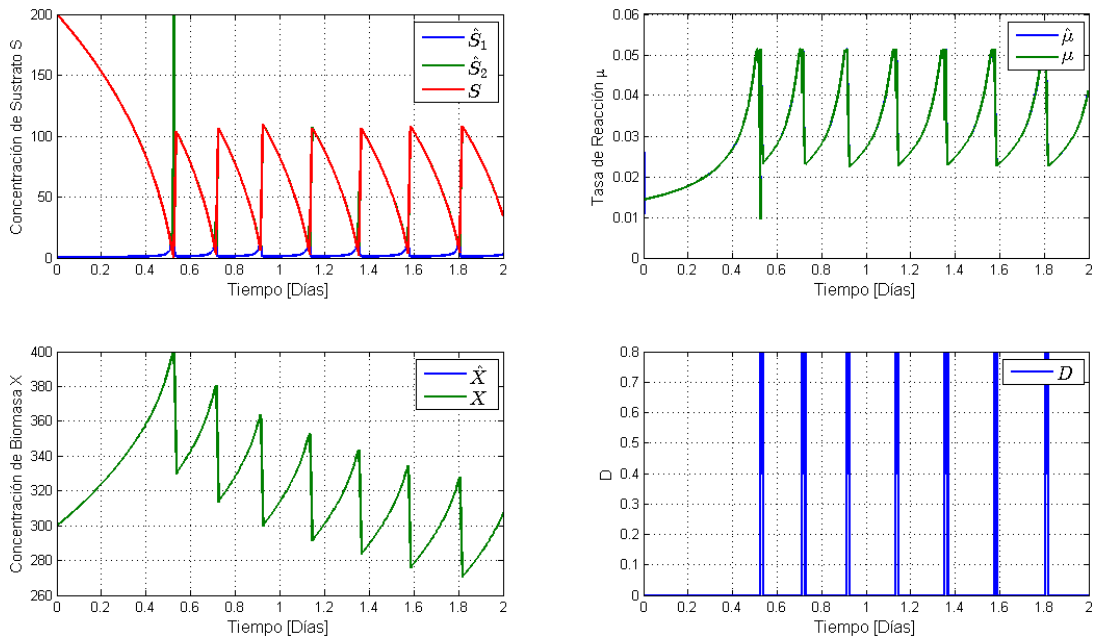 200
150
100
50
0
Concentración de Sustrato S
0 0.2 0.4 0.6 0.8 1 1.2 1.4 1.6 1.8 2
Tiempo [Días]
Ŝ₁
Ŝ₂
S
0.06
0.05
0.04
0.03
0.02
0.01
0
Tasa de Reacción μ
0 0.2 0.4 0.6 0.8 1 1.2 1.4 1.6 1.8 2
Tiempo [Días]
μ̂
μ
400
380
360
340
320
300
280
260
Concentración de Biomasa X
0 0.2 0.4 0.6 0.8 1 1.2 1.4 1.6 1.8 2
Tiempo [Días]
X̂
X
0.8
0.7
0.6
0.5
0.4
0.3
0.2
0.1
0
D
0 0.2 0.4 0.6 0.8 1 1.2 1.4 1.6 1.8 2
Tiempo [Días]
D